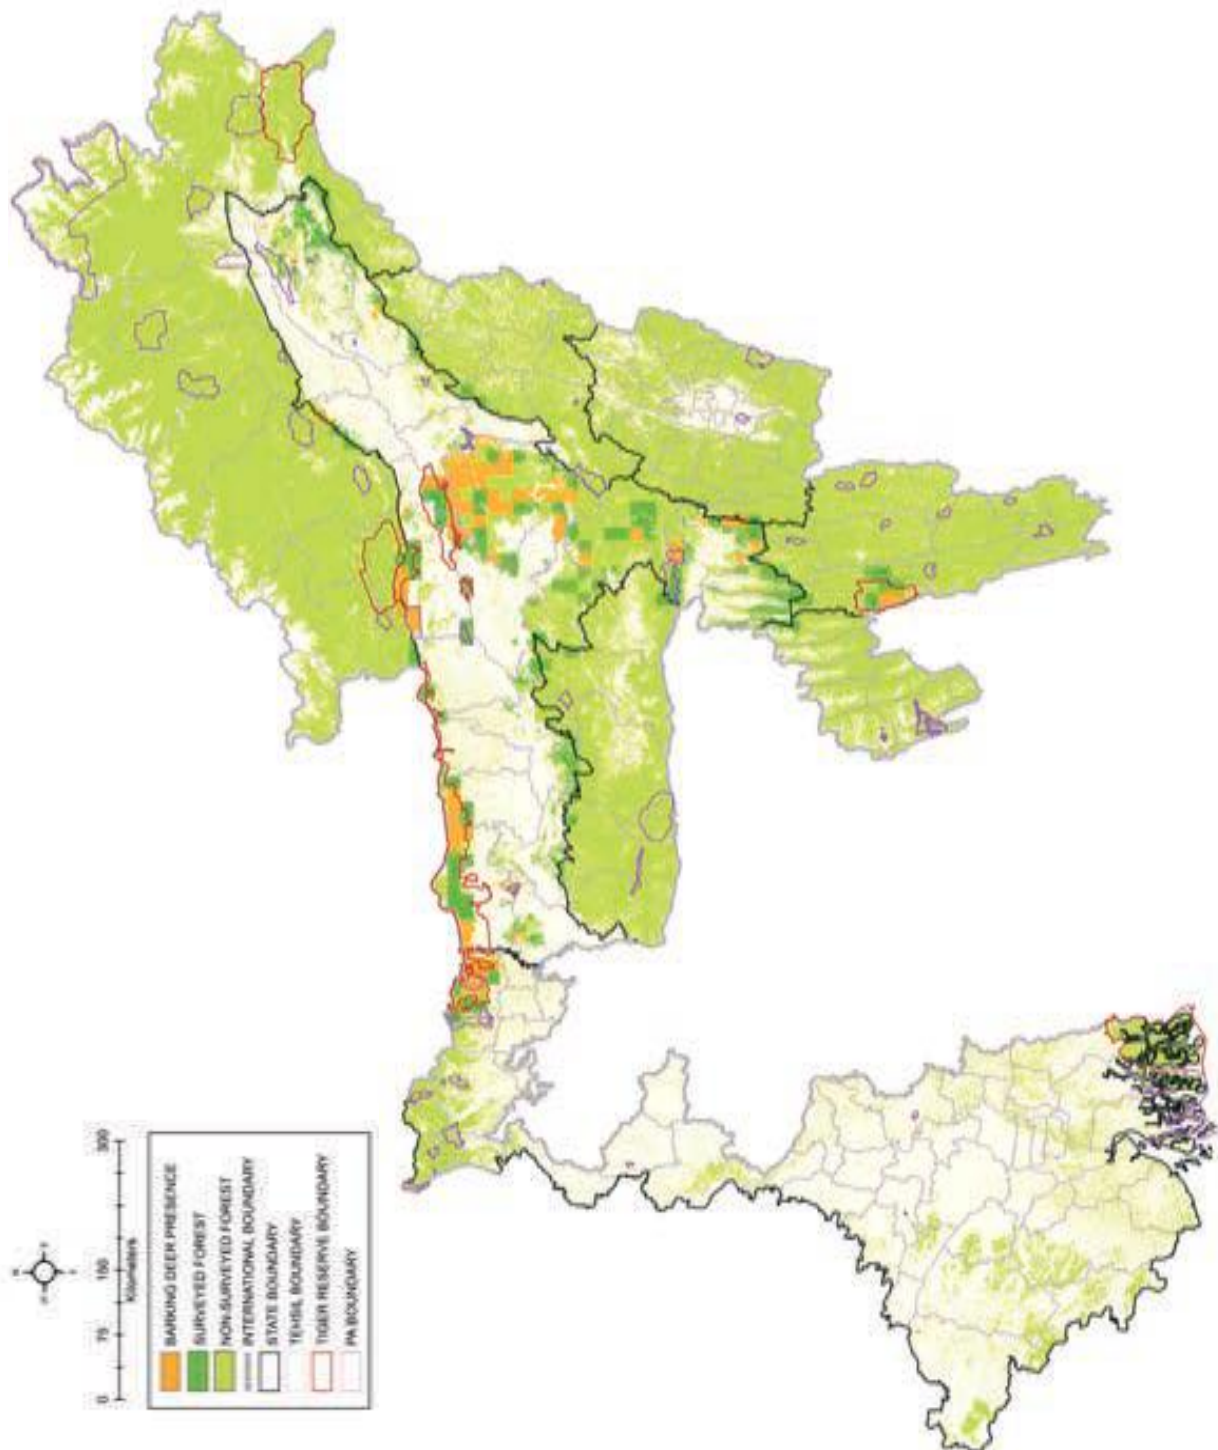 0 75 150 300
Kilometers
BARKING DEER PRESENCE
SURVEYED FOREST
NON-SURVEYED FOREST
INTERNATIONAL BOUNDARY
STATE BOUNDARY
TEHSIL BOUNDARY
TIGER RESERVE BOUNDARY
PA BOUNDARY